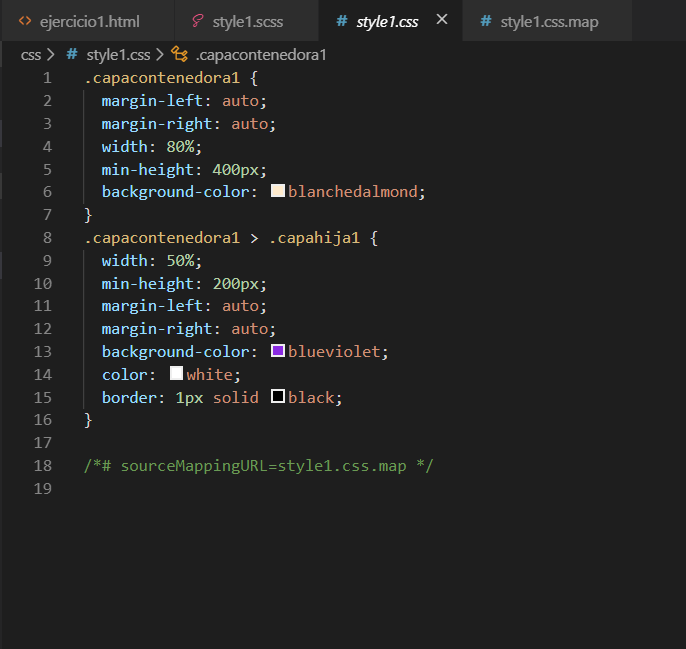 ejercicio1.html style1.scss # style1.css × # style1.css.map
css > # style1.css > .capacontenedora1
1 .capacontenedora1 {
2   margin-left: auto;
3   margin-right: auto;
4   width: 80%;
5   min-height: 400px;
6   background-color: blanchedalmond;
7 }
8 .capacontenedora1 > .capahija1 {
9   width: 50%;
10   min-height: 200px;
11   margin-left: auto;
12   margin-right: auto;
13   background-color: blueviolet;
14   color: white;
15   border: 1px solid black;
16 }
17
18 /*# sourceMappingURL=style1.css.map */
19